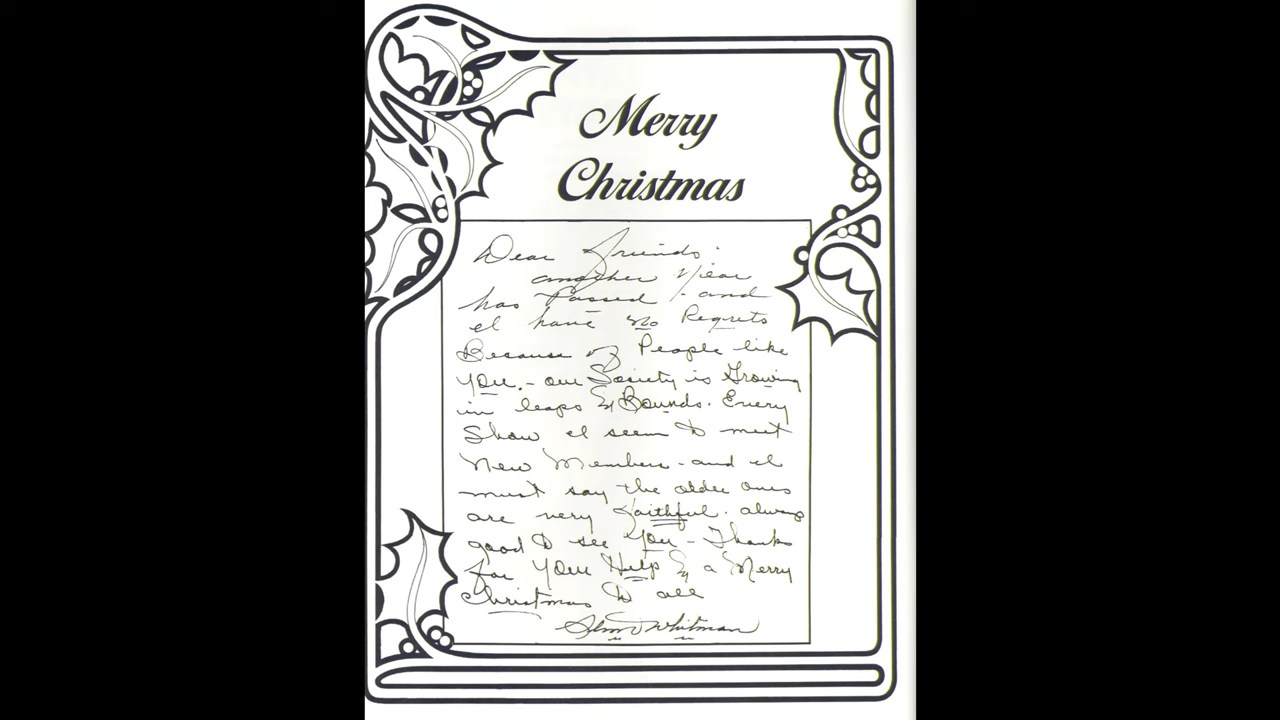 Merry
Christmas
Dear Friends:
another Year
has Passed - and
I have no Regrets
Because of People like
You. - our Society is Growing
in leaps & Bounds. Every
Show I seem to meet
New Members - and I
must say the older ones
are very faithful. always
good to see You - Thanks
for Your Help & a Merry
Christmas to all
Slim Whitman